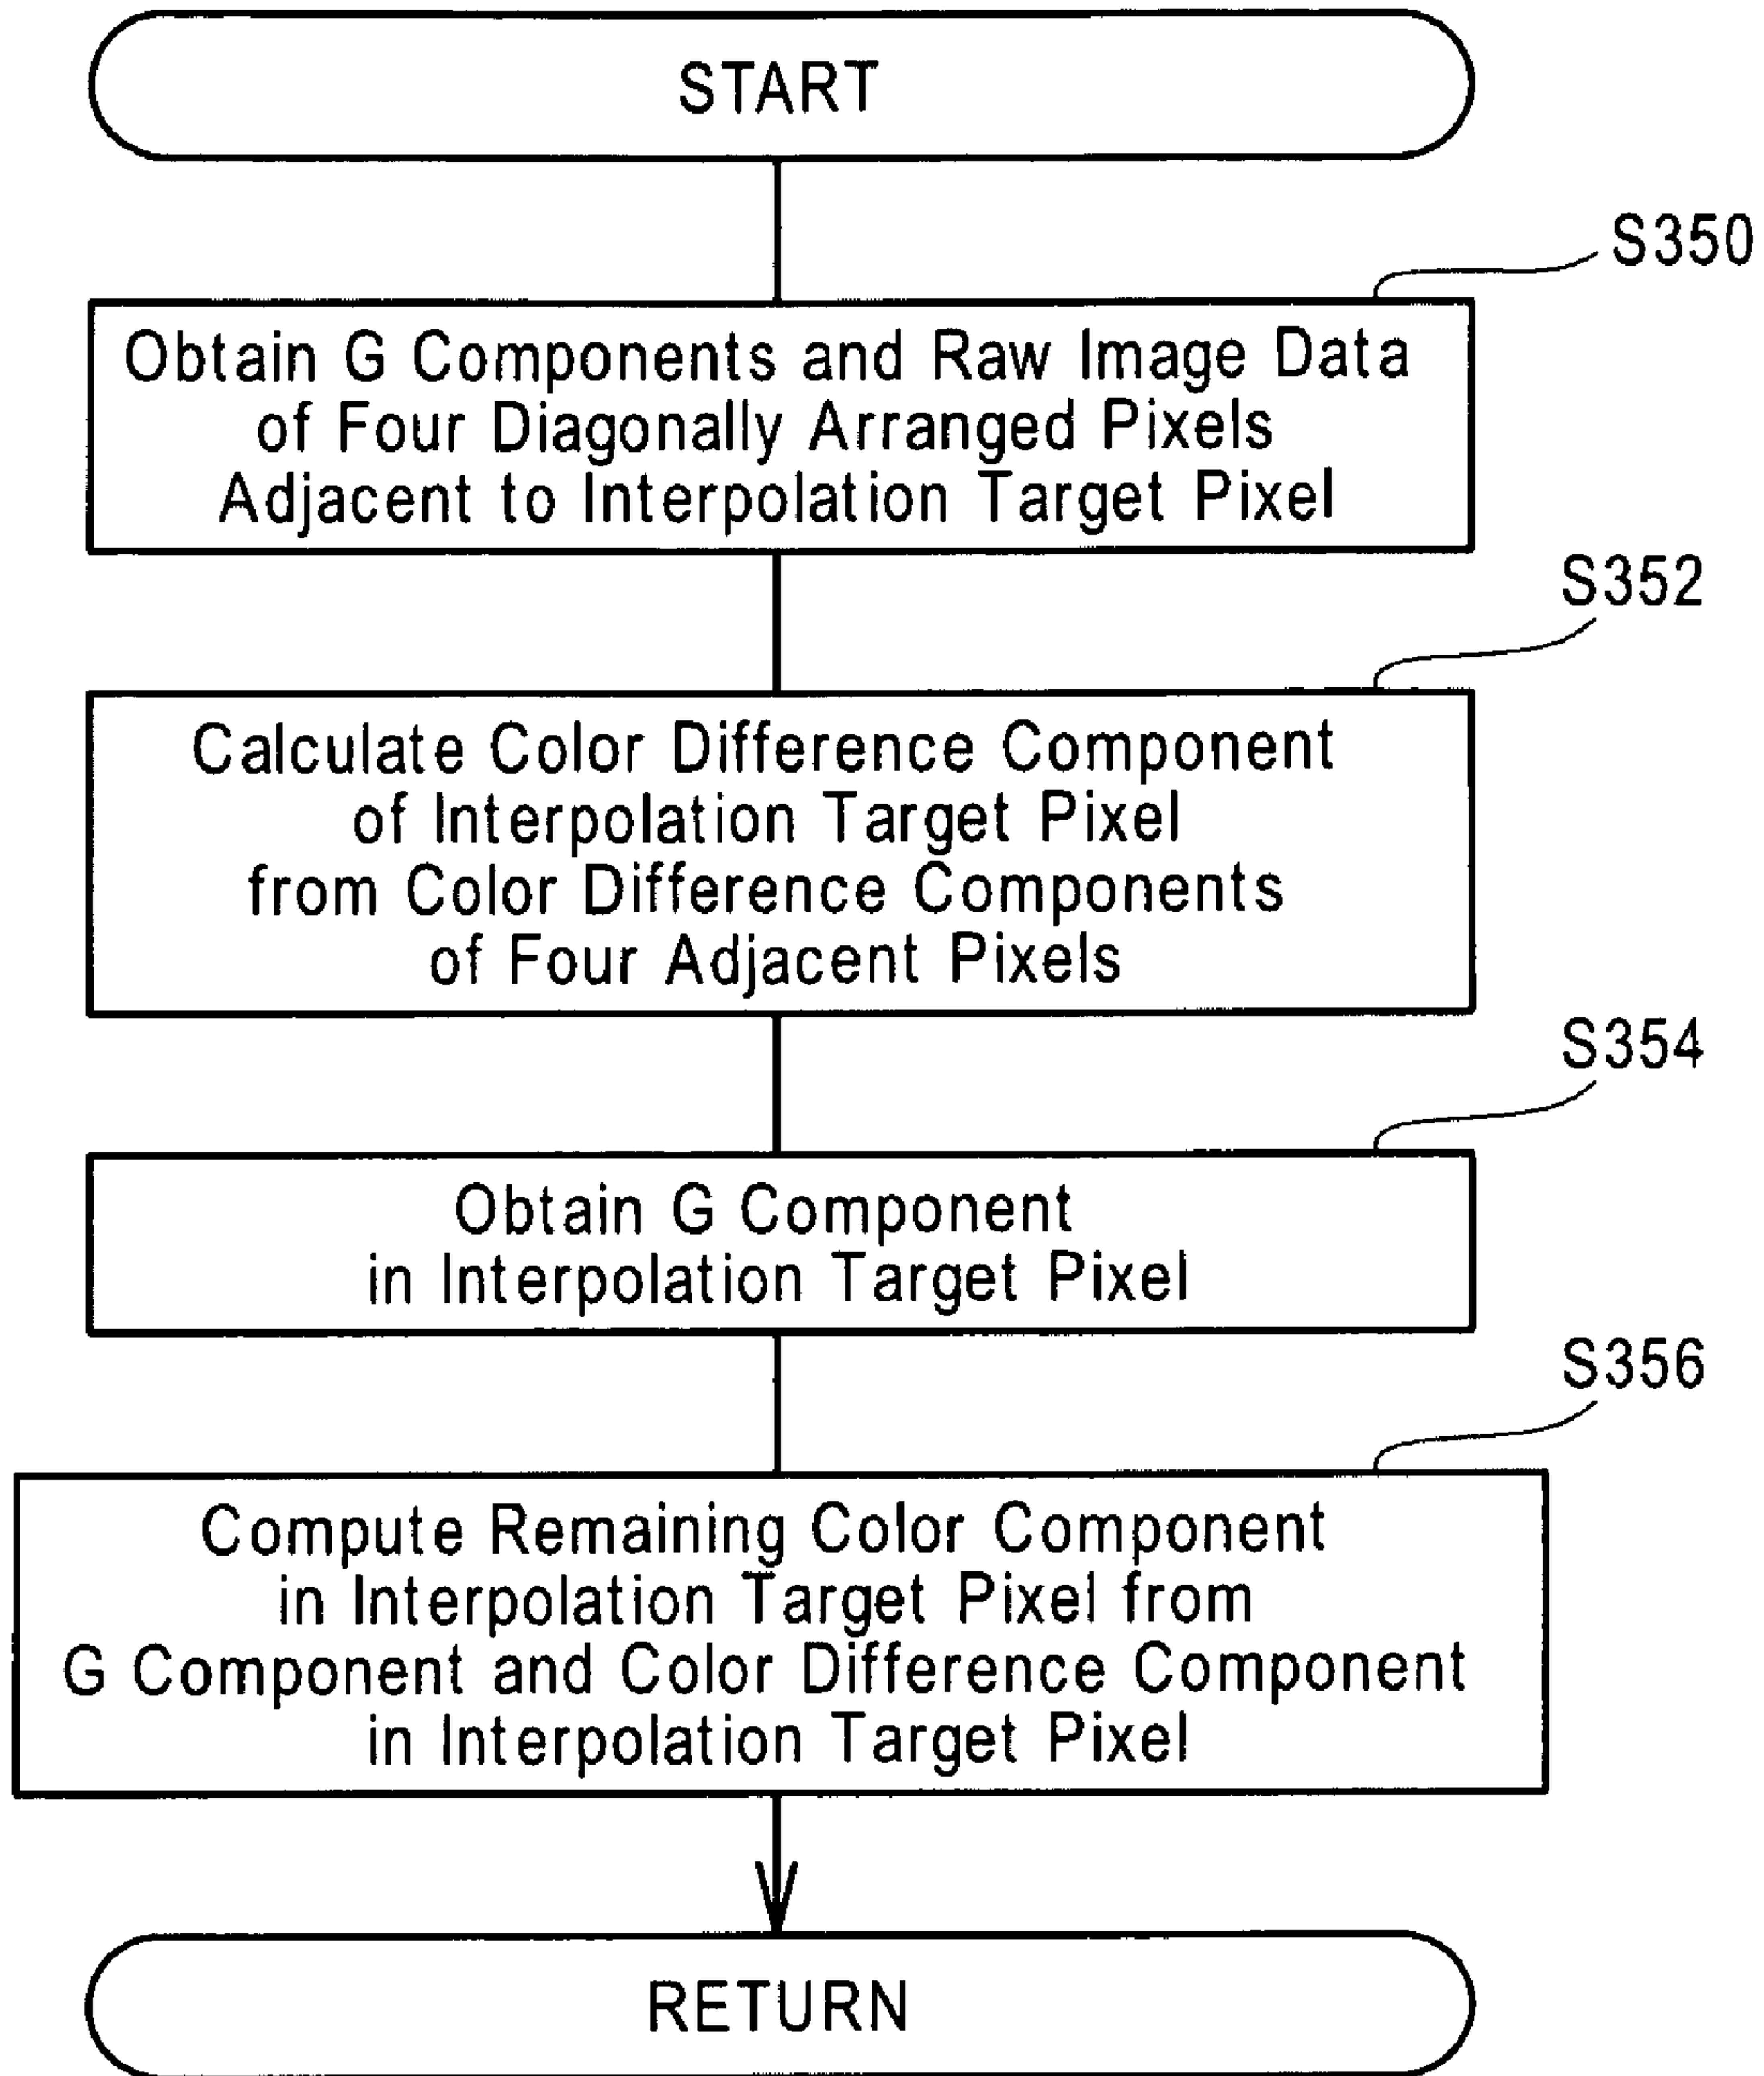 START
S350
Obtain G Components and Raw Image Data
of Four Diagonally Arranged Pixels
Adjacent to Interpolation Target Pixel
S352
Calculate Color Difference Component
of Interpolation Target Pixel
from Color Difference Components
of Four Adjacent Pixels
S354
Obtain G Component
in Interpolation Target Pixel
S356
Compute Remaining Color Component
in Interpolation Target Pixel from
G Component and Color Difference Component
in Interpolation Target Pixel
RETURN